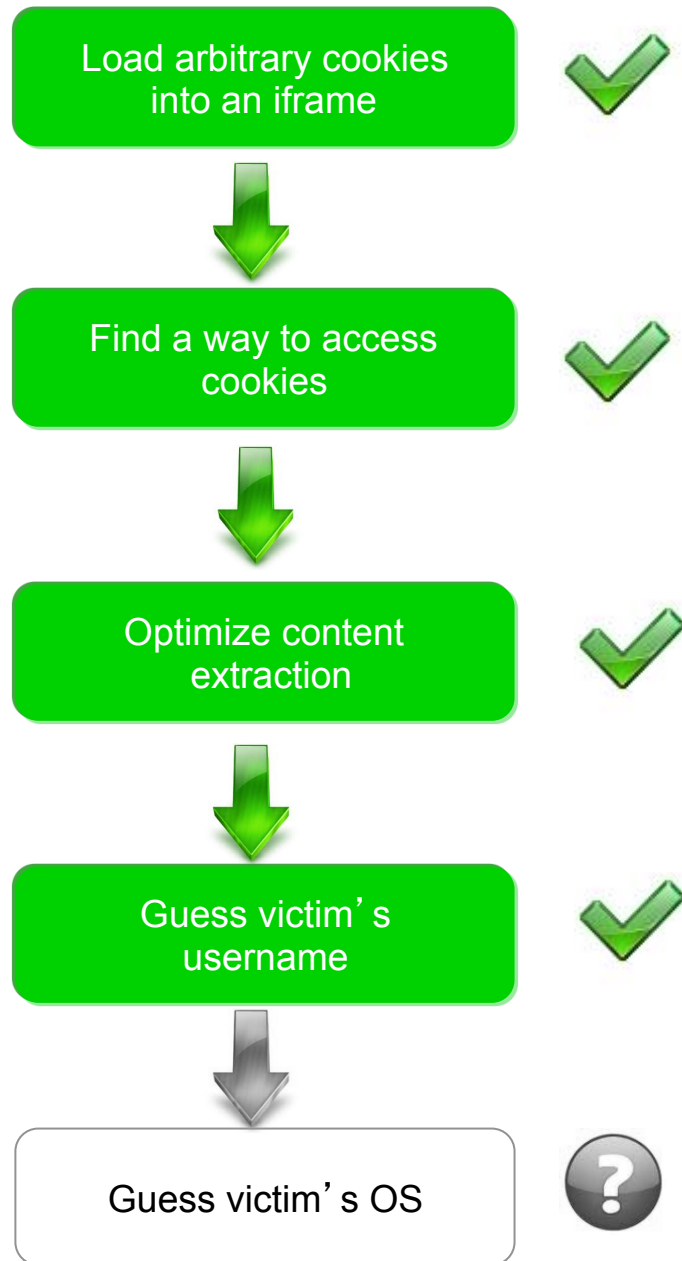 Load arbitrary cookies
into an iframe
Find a way to access
cookies
Optimize content
extraction
Guess victim’s
username
Guess victim’s OS
?